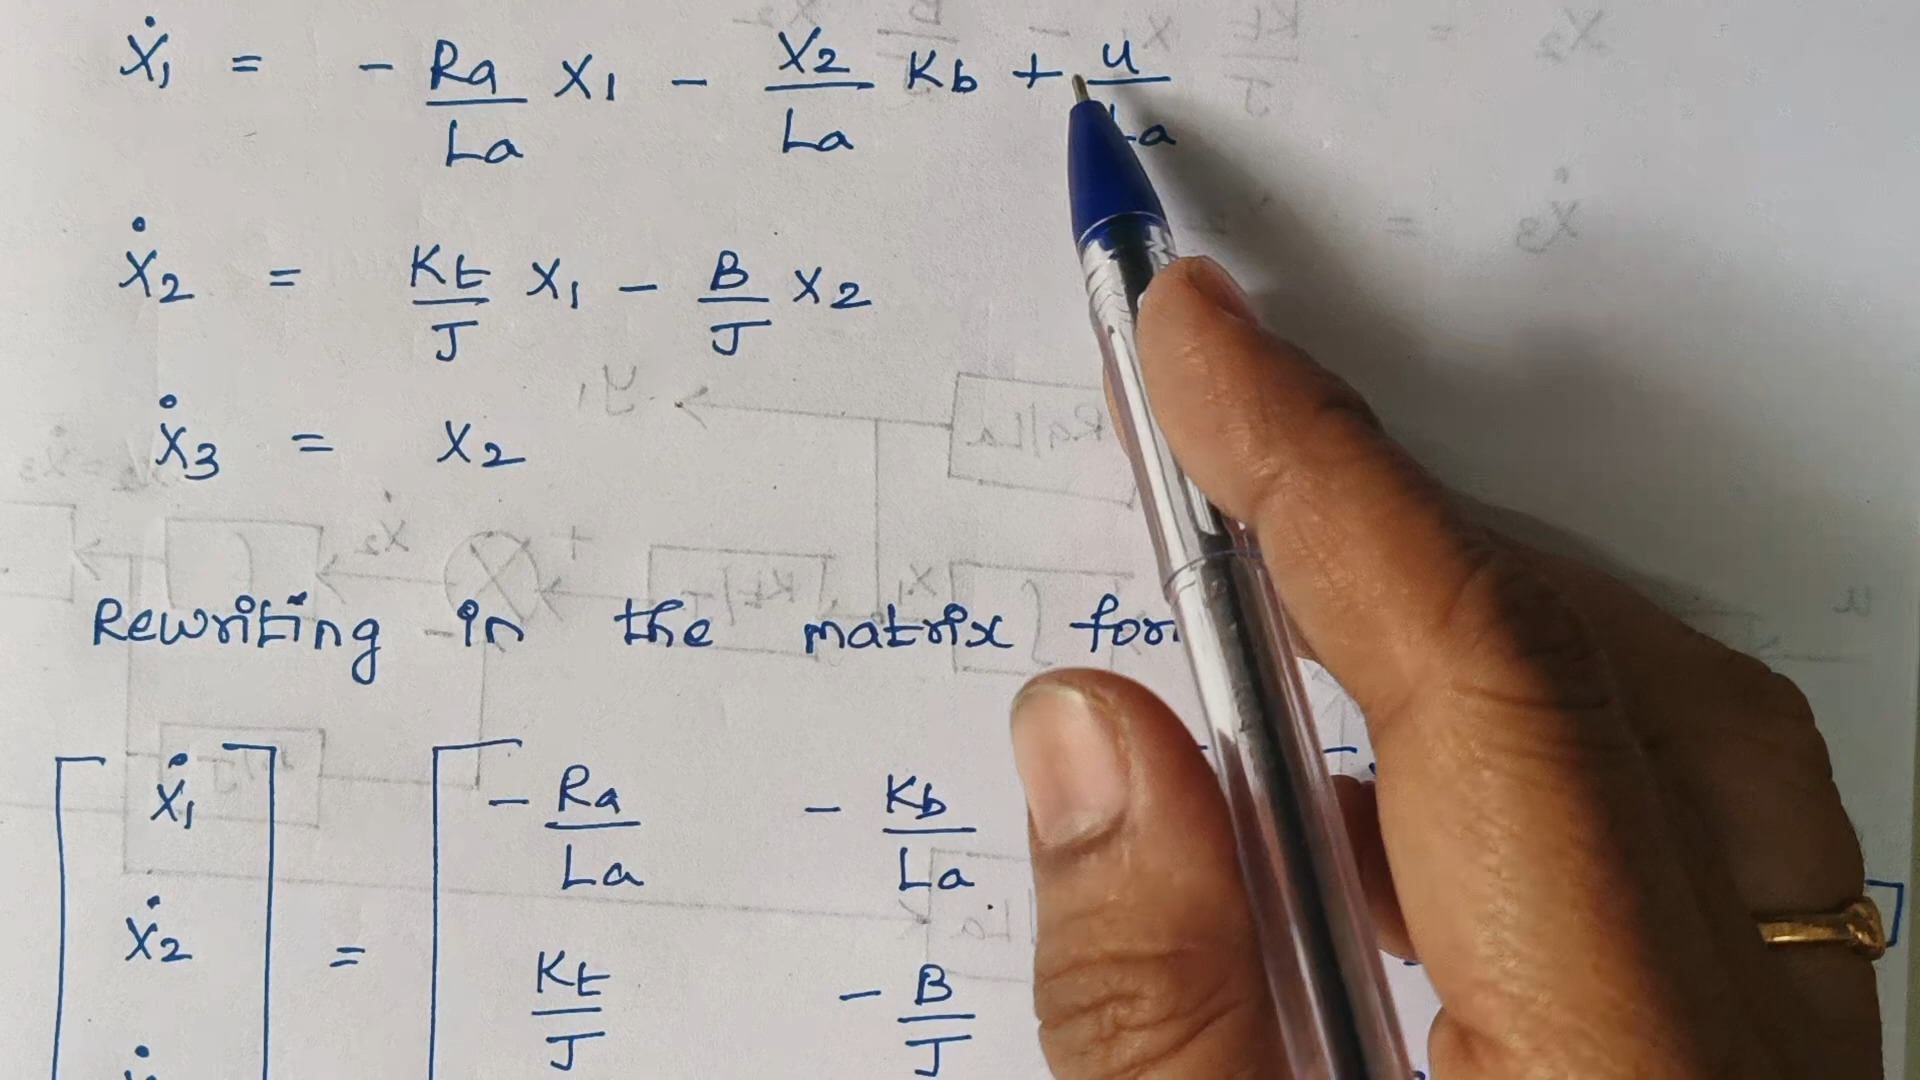 Ẋ1 = - Ra/La X1 - X2/La Kb + u/La
Ẋ2 = Kt/J X1 - B/J X2
Ẋ3 = X2
Rewriting in the matrix
[Ẋ1 Ẋ2] = [- Ra/La - Kb/La
Kt/J - B/J